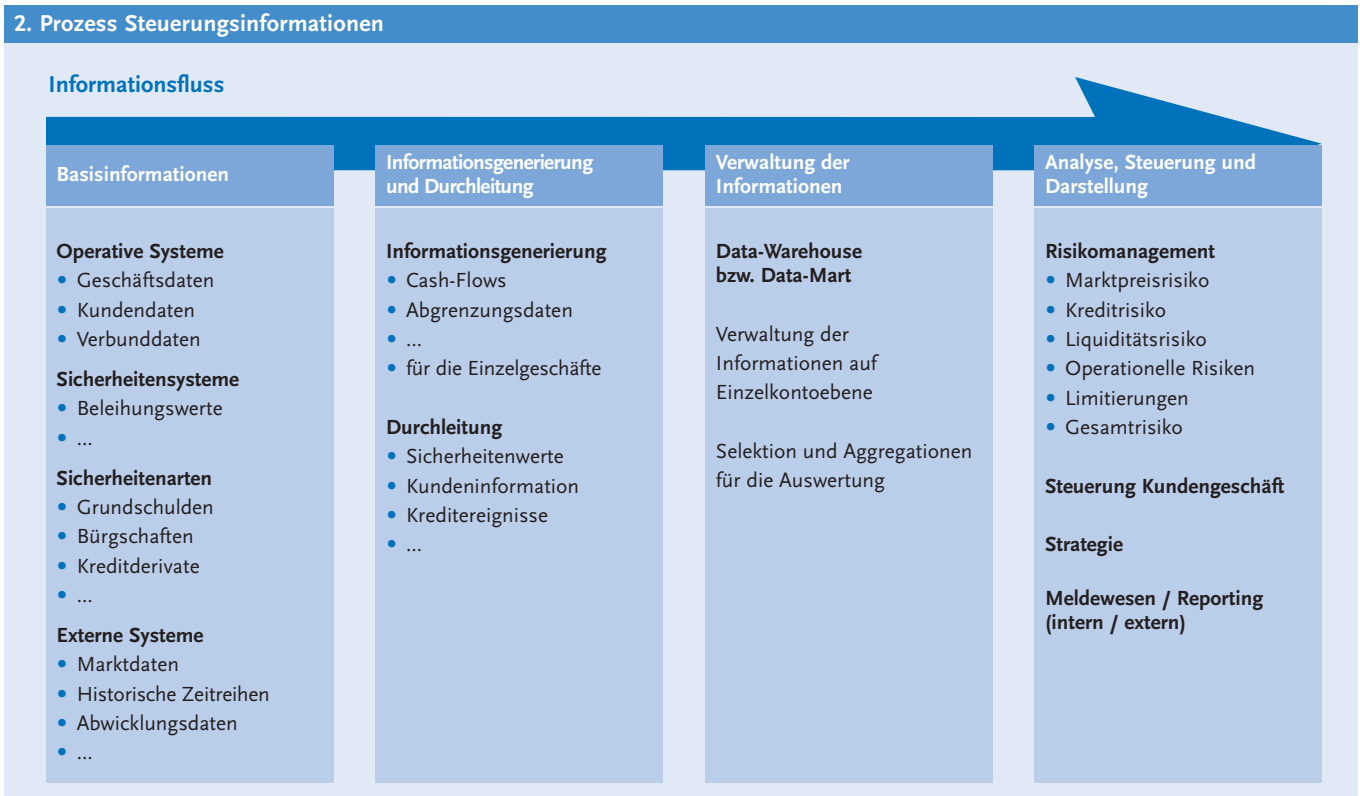 2. Prozess Steuerungsinformationen
Informationsfluss
Basisinformationen
Operative Systeme
• Geschäftsdaten
• Kundendaten
• Verbunddaten
Sicherheitensysteme
• Beleihungswerte
• ...
Sicherheitenarten
• Grundschulden
• Bürgschaften
• Kreditderivate
• ...
Externe Systeme
• Marktdaten
• Historische Zeitreihen
• Abwicklungsdaten
• ...
Informationsgenerierung
und Durchleitung
Informationsgenerierung
• Cash-Flows
• Abgrenzungsdaten
• ...
• für die Einzelgeschäfte
Durchleitung
• Sicherheitenwerte
• Kundeninformation
• Kreditereignisse
• ...
Verwaltung der
Informationen
Data-Warehouse
bzw. Data-Mart
Verwaltung der
Informationen auf
Einzelkontoebene
Selektion und Aggregationen
für die Auswertung
Analyse, Steuerung und
Darstellung
Risikomanagement
• Marktpreisrisiko
• Kreditrisiko
• Liquiditätsrisiko
• Operationelle Risiken
• Limitierungen
• Gesamtrisiko
Steuerung Kundengeschäft
Strategie
Meldewesen / Reporting
(intern / extern)